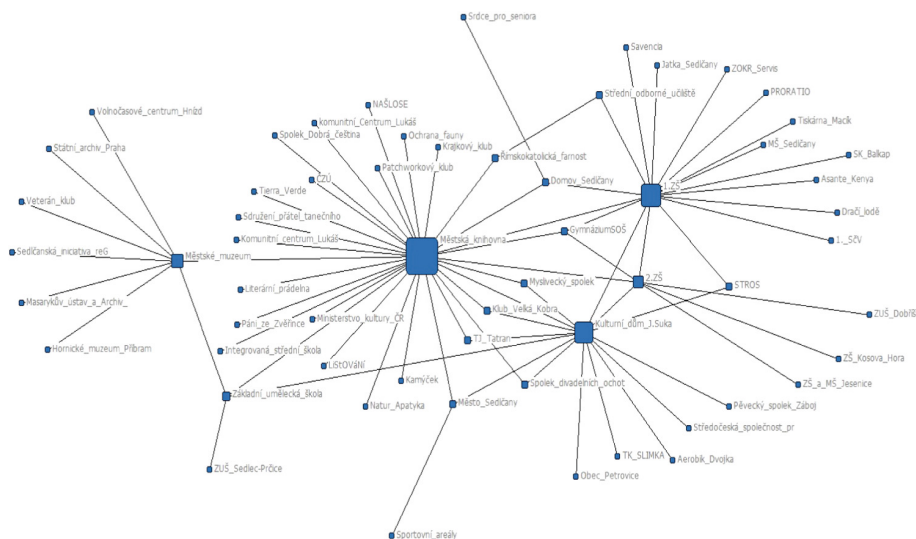 Srdce_pro_seniora
Savencia
Jatka_Sedlčany
ZOKR_Servis
Střední_odborné_učiliště
PRORATIO
NAŠLOSE
Volnočasové_centrum_Hnízd
komunitní_Centrum_Lukáš
Tiskárna_Macík
Spolek_Dobrá_čeština
Ochrana_fauny
MŠ_Sedlčany
Státní_archiv_Praha
Krajkový_klub
SK_Balkap
Římskokatolická_farnost
Patchworkový_klub
ČZÚ
Domov_Sedlčany
Asante_Kenya
1.ZŠ
Tierra_Verde
Veterán_klub
Dračí_lodě
Sdružení_přátel_tanečního
GymnáziumSOŠ
Komunitní_centrum_Lukáš
Městská_knihovna
1._SčV
Sedlčanská_iniciativa_reG
Městské_muzeum
2.ZŠ
Myslivecký_spolek
STROS
Literární_prádelna
Masarykův_ústav_a_Archiv_
Klub_Velká_Kobra
ZUŠ_Dobříš
Ministerstvo_kultury_ČR
Páni_ze_Zvěřince
Kulturní_dům_J.Suka
TJ_Tatran
Hornické_muzeum_Příbram
Integrovaná_střední_škola
ZŠ_Kosova_Hora
LiStOVáNí
Kamýček
Spolek_divadelních_ochot
ZŠ_a_MŠ_Jesenice
Základní_umělecká_škola
Město_Sedlčany
Natur_Apatyka
Pěvecký_spolek_Záboj
Středočeská_společnost_pr
TK_SLIMKA
Aerobik_Dvojka
ZUŠ_Sedlec-Prčice
Obec_Petrovice
Sportovní_areály